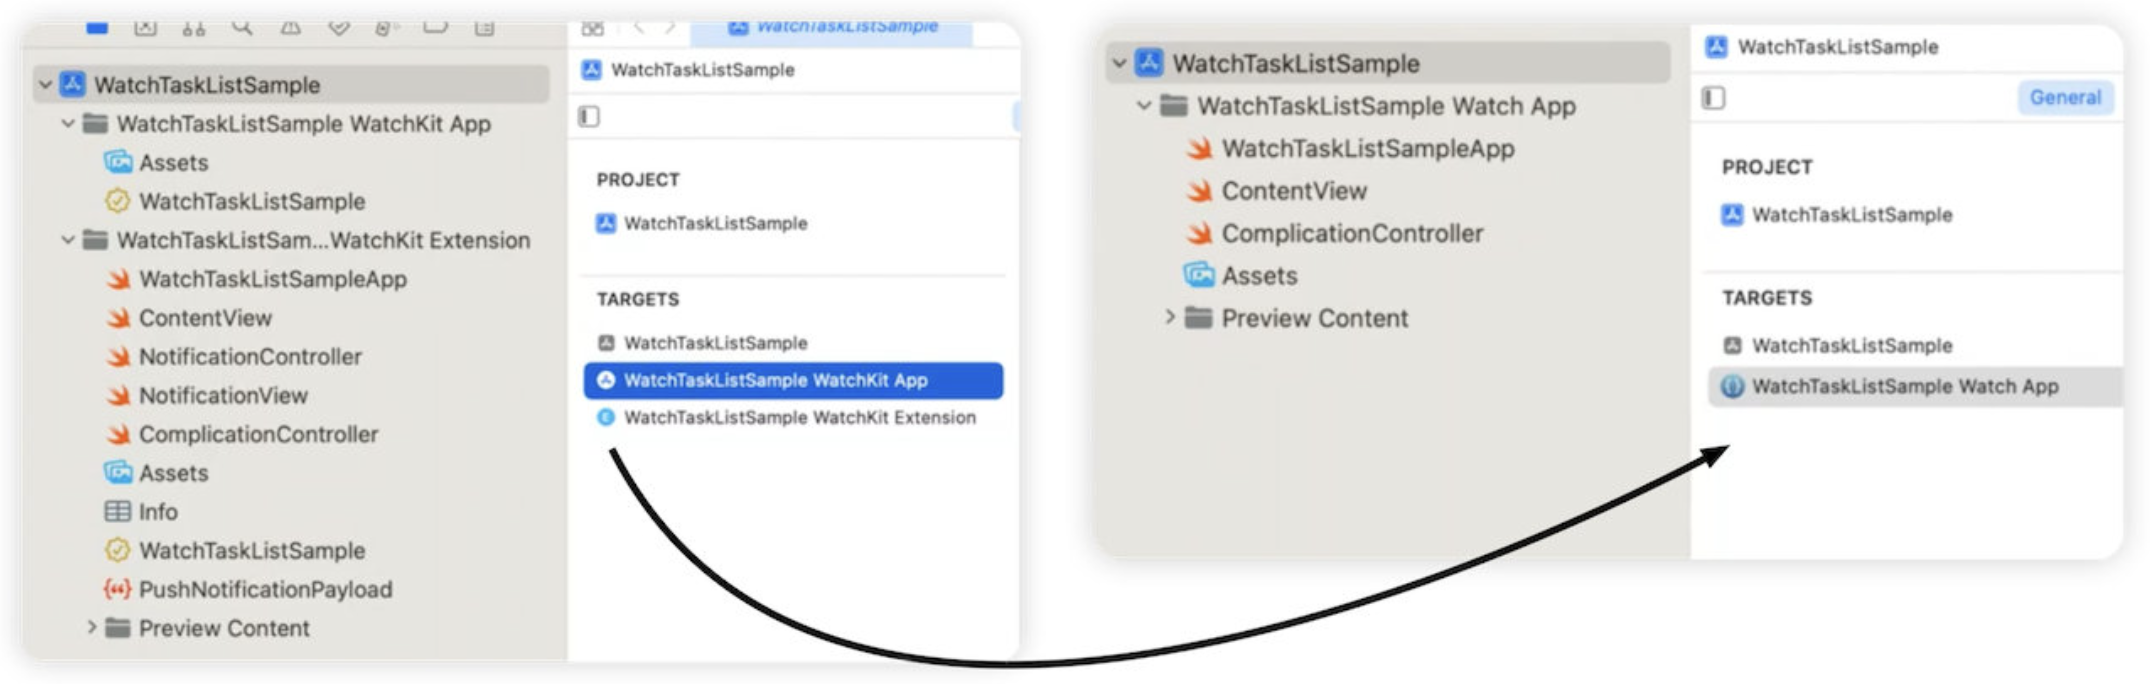 WatchTaskListSample
WatchTaskListSample WatchKit App
Assets
WatchTaskListSample
WatchTaskListSam...WatchKit Extension
WatchTaskListSampleApp
ContentView
NotificationController
NotificationView
ComplicationController
Assets
Info
WatchTaskListSample
PushNotificationPayload
Preview Content
WatchTaskListSample
WatchTaskListSample
PROJECT
WatchTaskListSample
TARGETS
WatchTaskListSample
WatchTaskListSample WatchKit App
WatchTaskListSample WatchKit Extension
WatchTaskListSample
WatchTaskListSample Watch App
WatchTaskListSampleApp
ContentView
ComplicationController
Assets
Preview Content
WatchTaskListSample
General
PROJECT
WatchTaskListSample
TARGETS
WatchTaskListSample
WatchTaskListSample Watch App